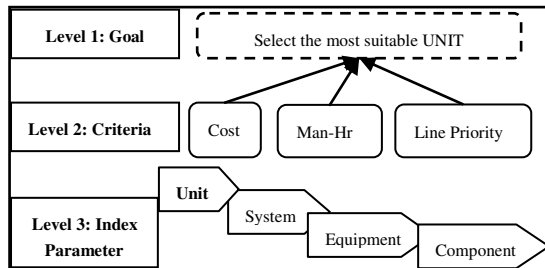 Level 1: Goal
Select the most suitable UNIT
Level 2: Criteria
Cost
Man-Hr
Line Priority
Unit
System
Level 3: Index
Parameter
Equipment
Component